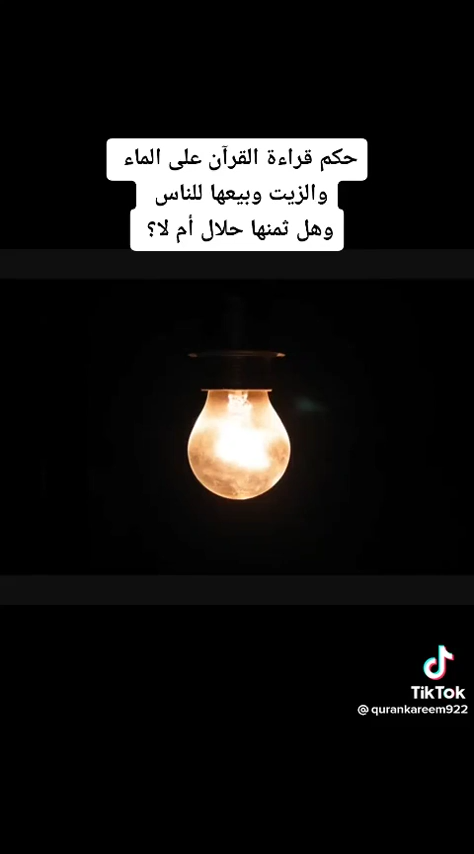 حكم قراءة القرآن على الماء
والزيت وبيعها للناس
وهل ثمنها حلال أم لا؟
TikTok
@ qurankareem922